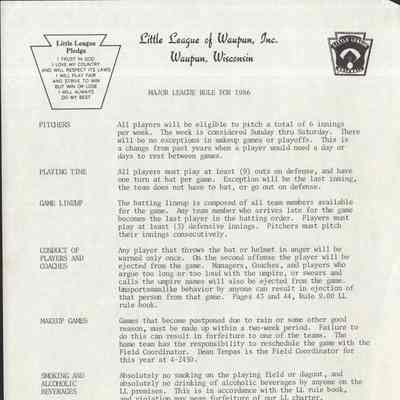 Little League
Pledge
I TRUST IN GOD
I LOVE MY COUNTRY
AND WILL RESPECT ITS LAWS
I WILL PLAY FAIR
AND STRIVE TO WIN
BUT WIN OR LOSE
I WILL ALWAYS
DO MY BEST
Little League of Waupun, Inc.
Waupun, Wisconsin
LITTLE LEAGUE
BASEBALL
MAJOR LEAGUE RULE FOR 1986
PITCHERS All players will be eligible to pitch a total of 6 innings
per week. The week is considered Sunday thru Saturday. There
will be no exceptions in makeup games or playoffs. This is
a change from past years when a player would need a day or
days to rest between games.
PLAYING TIME All players must play at least (9) outs on defense, and have
one turn at bat per game. Exception will be the last inning,
the team does not have to bat, or go out on defense.
GAME LINEUP The batting lineup is composed of all team members available
for the game. Any team member who arrives late for the game
becomes the last player in the batting order. Players must
play at least (3) defensive innings. Pitchers must pitch
their innings consecutively.
CONDUCT OF Any player that throws the bat or helmet in anger will be
PLAYERS AND warned only once. On the second offense the player will be
COACHES ejected from the game. Managers, Coaches, and players who
argue too long or too loud with the umpire, or swears and
calls the umpire names will also be ejected from the game.
Unsportsmanlike behavior by anyone can result in ejection of
that person from that game. Pages 43 and 44, Rule 9.00 LL
rule book.
MAKEUP GAMES Games that become postponed due to rain or some other good
reason, must be made up within a two-week period. Failure to
do this can result in forfeiture of one of the teams. The
home team has the responsibility to reschedule the game with the
Field Coordinator. Dean Tempas is the Field Coordinator for
this year at 4-2450.
SMOKING AND Absolutely no smoking on the playing field or dugout, and
ALCOHOLIC absolutely no drinking of alcoholic beverages by anyone on the
BEVERAGES LL premises. This is in accordance with the LL rule book,
and violation may mean forfeiture of our LL charter.